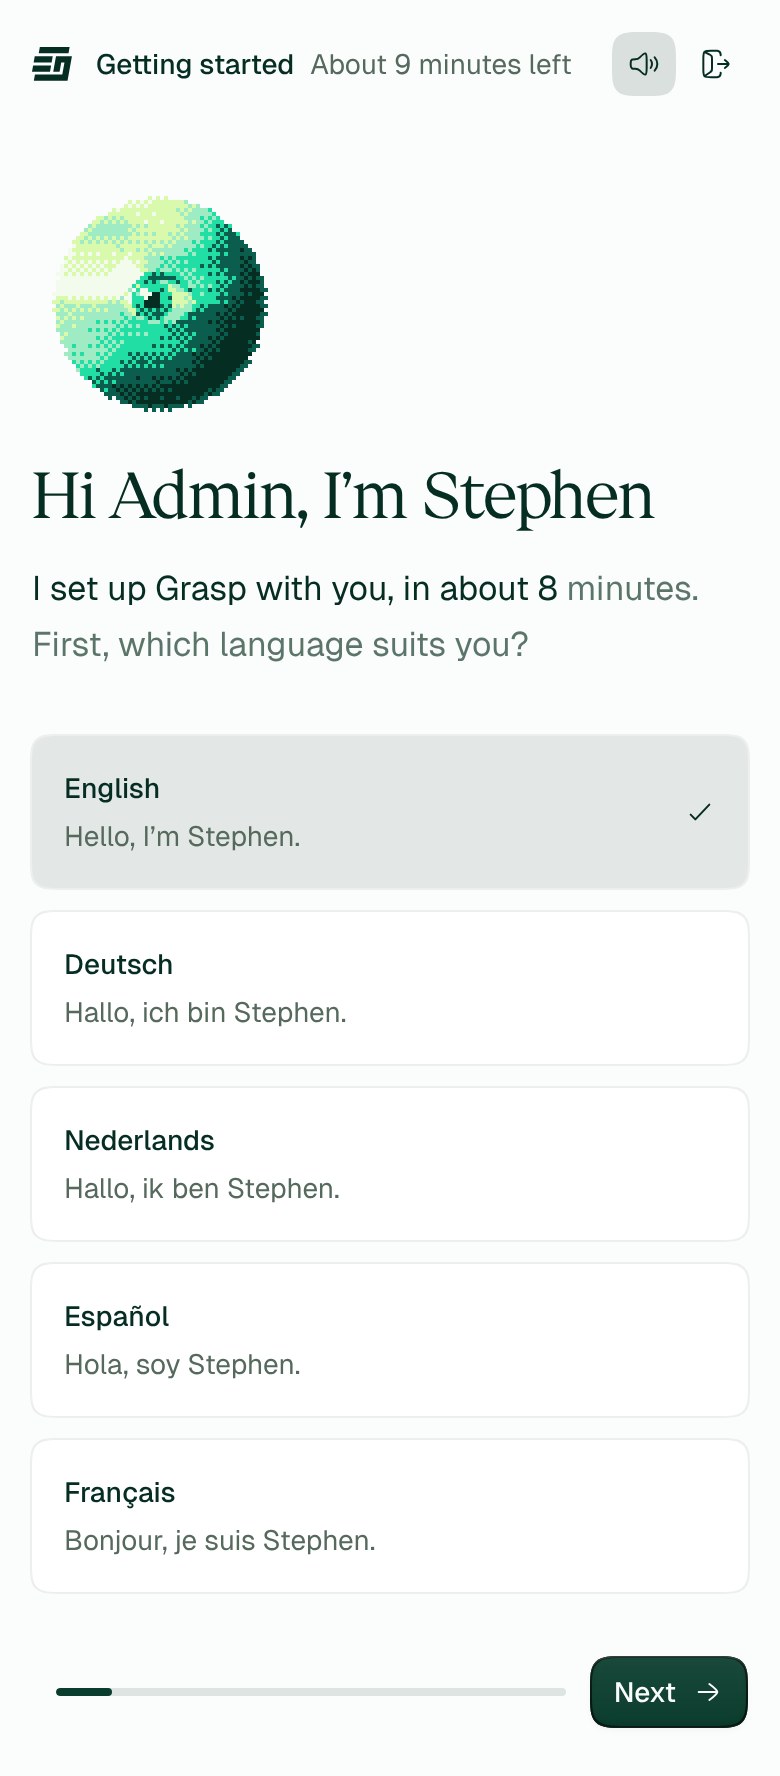 Getting started About 9 minutes left
Hi Admin, I’m Stephen
I set up Grasp with you, in about 8 minutes.
First, which language suits you?
English
Hello, I’m Stephen.
Deutsch
Hallo, ich bin Stephen.
Nederlands
Hallo, ik ben Stephen.
Español
Hola, soy Stephen.
Français
Bonjour, je suis Stephen.
Next